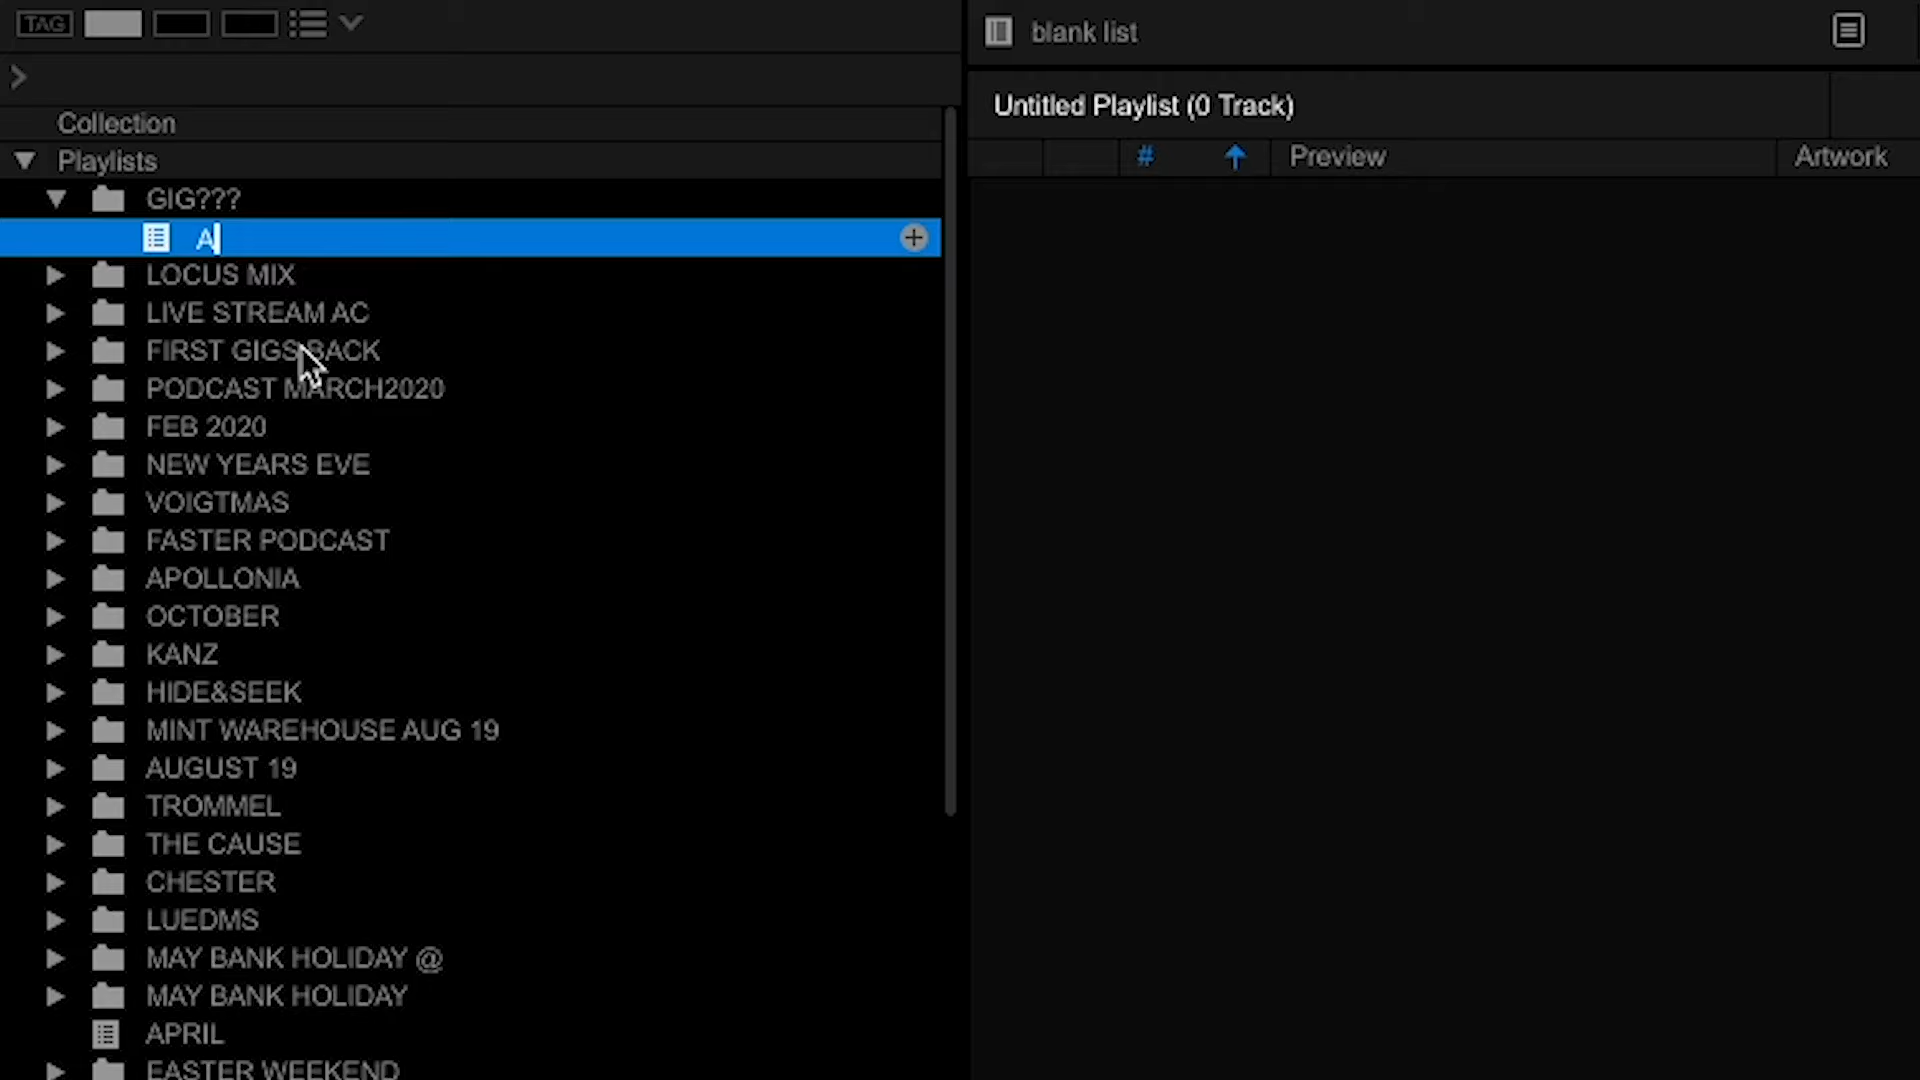 TAG
blank list
Untitled Playlist (0 Track)
# Preview Artwork
Collection
Playlists
GIG???
A
LOCUS MIX
LIVE STREAM AC
FIRST GIGS BACK
PODCAST MARCH2020
FEB 2020
NEW YEARS EVE
VOIGTMAS
FASTER PODCAST
APOLLONIA
OCTOBER
KANZ
HIDE&SEEK
MINT WAREHOUSE AUG 19
AUGUST 19
TROMMEL
THE CAUSE
CHESTER
LUEDMS
MAY BANK HOLIDAY @
MAY BANK HOLIDAY
APRIL
EASTER WEEKEND